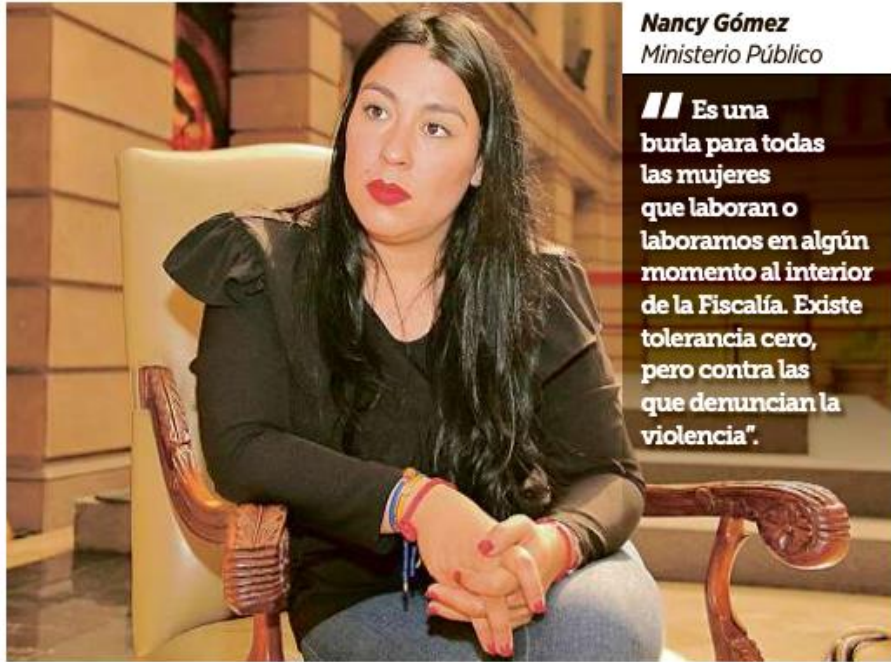 Nancy Gómez
Ministerio Público
" Es una
burla para todas
las mujeres
que laboran o
laboramos en algún
momento al interior
de la Fiscalía. Existe
tolerancia cero,
pero contra las
que denuncian la
violencia".